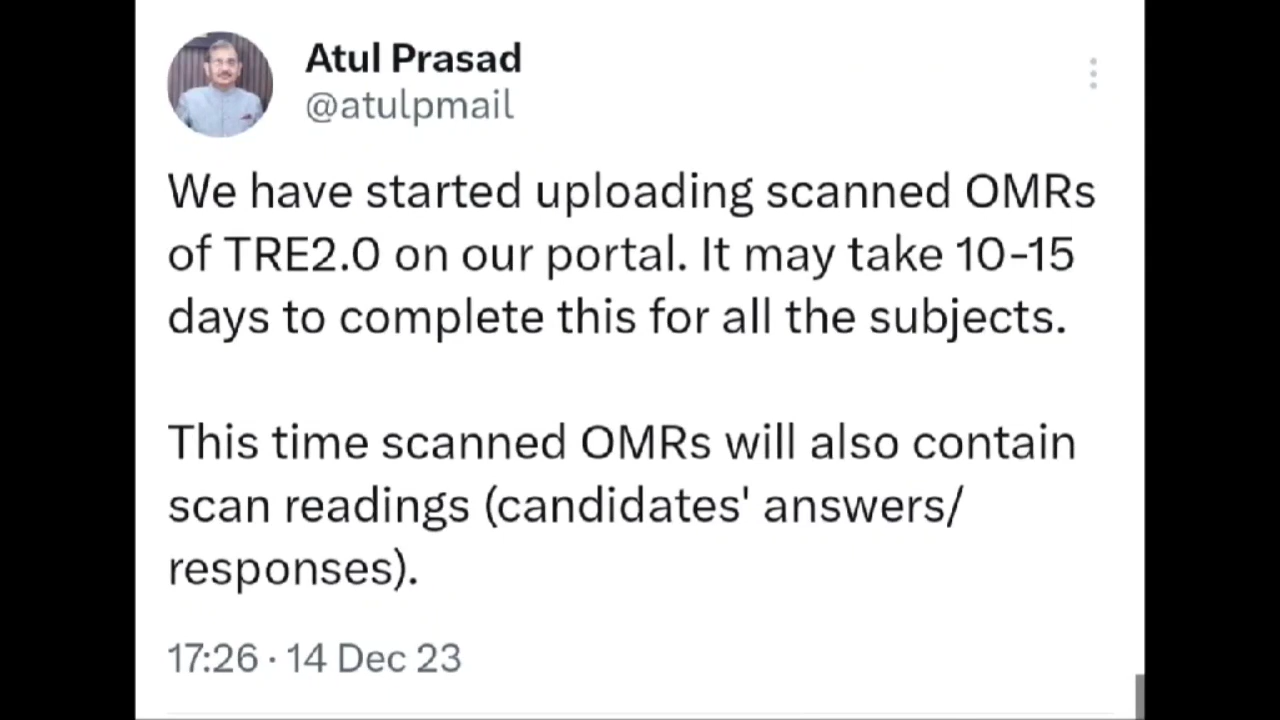 Atul Prasad
@atulpmail
We have started uploading scanned OMRs
of TRE2.0 on our portal. It may take 10-15
days to complete this for all the subjects.
This time scanned OMRs will also contain
scan readings (candidates' answers/
responses).
17:26 · 14 Dec 23